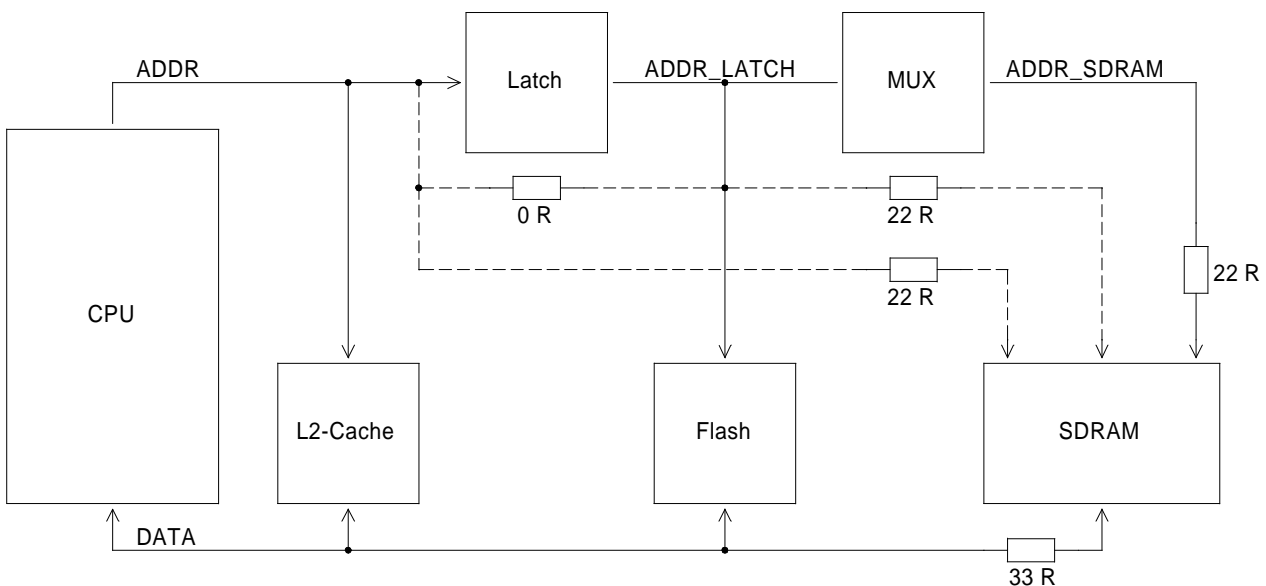 ADDR
Latch
ADDR_LATCH
MUX
ADDR_SDRAM
0 R
22 R
22 R
22 R
CPU
L2-Cache
Flash
SDRAM
DATA
33 R